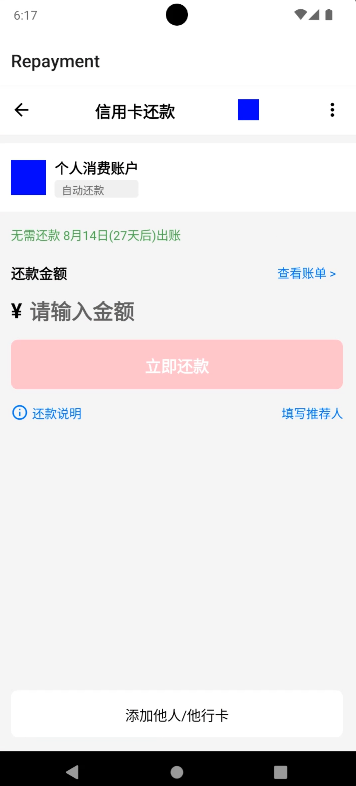 6:17
Repayment
信用卡还款
个人消费账户
自动还款
无需还款 8月14日(27天后)出账
还款金额
查看账单 >
¥ 请输入金额
立即还款
还款说明
填写推荐人
添加他人/他行卡